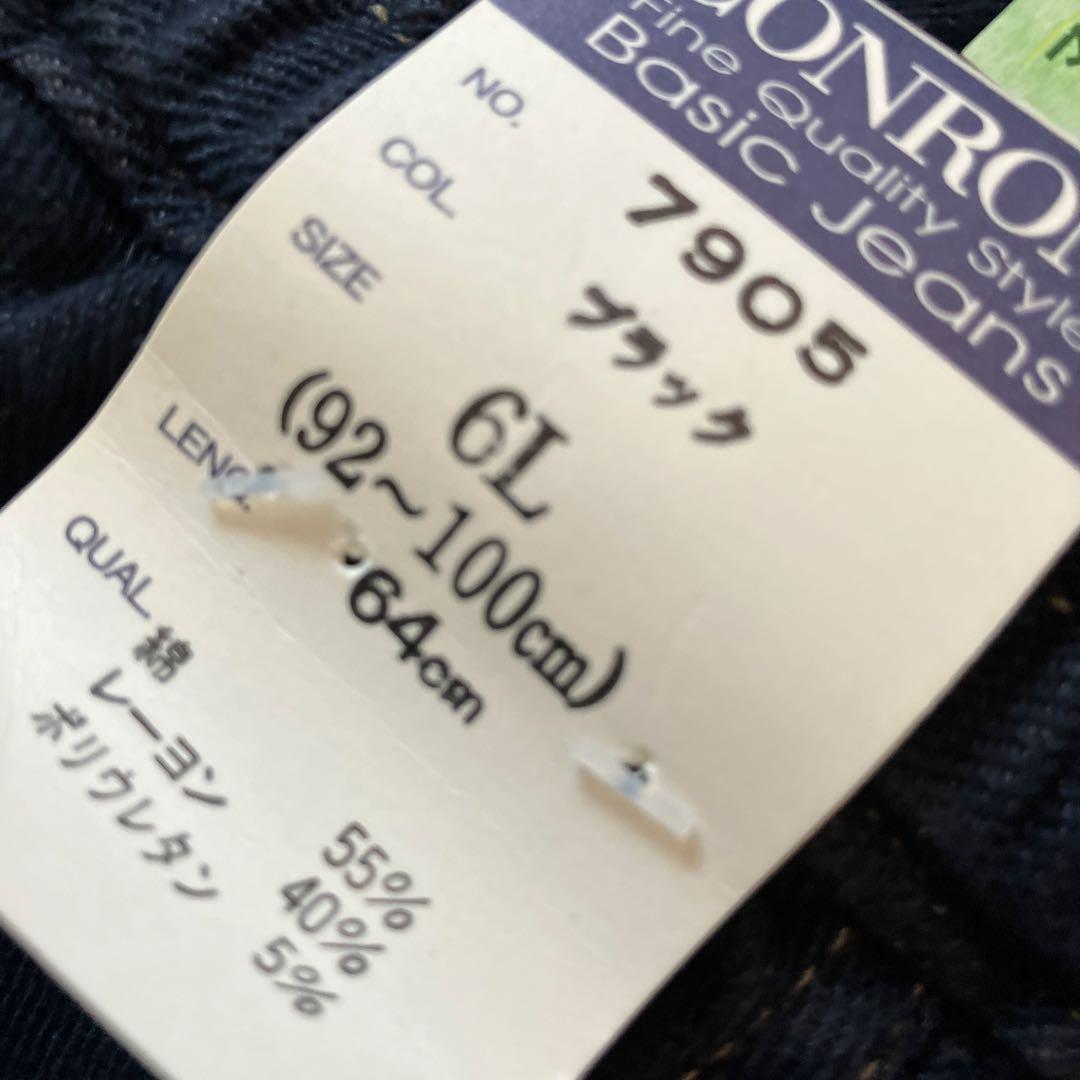 Fine Quality Style
Basic Jeans
NO. 7905
COL. ブラック
SIZE 6L
(92～100cm)
64cm
QUAL.
綿 55%
レーヨン 40%
ポリウレタン 5%